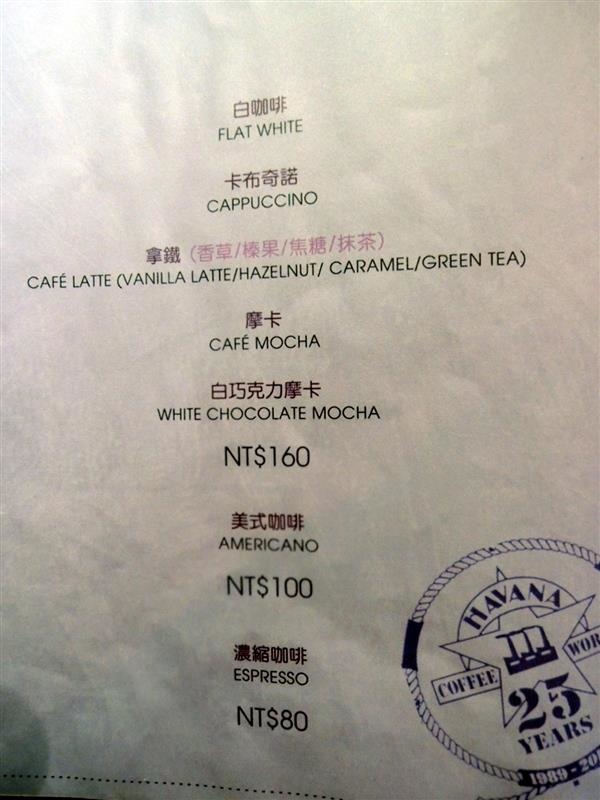 白咖啡
FLAT WHITE
卡布奇諾
CAPPUCCINO
拿鐵 (香草/榛果/焦糖/抹茶)
CAFÉ LATTE (VANILLA LATTE/HAZELNUT/ CARAMEL/GREEN TEA)
摩卡
CAFÉ MOCHA
白巧克力摩卡
WHITE CHOCOLATE MOCHA
NT$160
美式咖啡
AMERICANO
NT$100
濃縮咖啡
ESPRESSO
NT$80
HAVANA
COFFEE
25
YEARS
1989